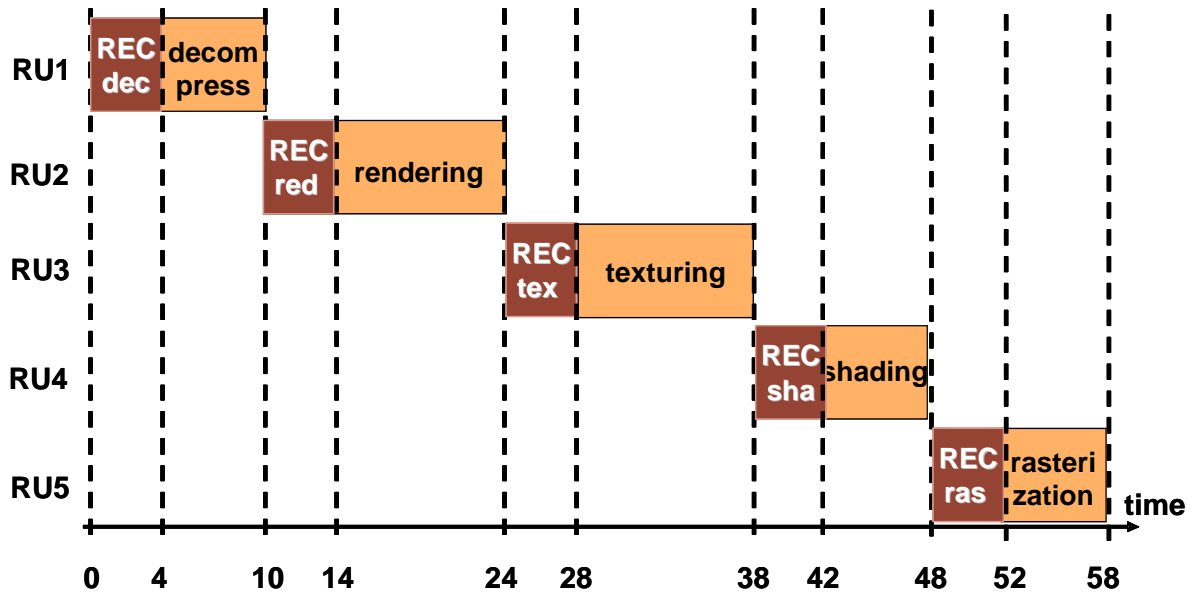 RU1
REC
dec
decom
press
RU2
REC
red
rendering
RU3
REC
tex
texturing
RU4
REC
sha
shading
RU5
REC
ras
rasteri
zation
time
0 4 10 14 24 28 38 42 48 52 58